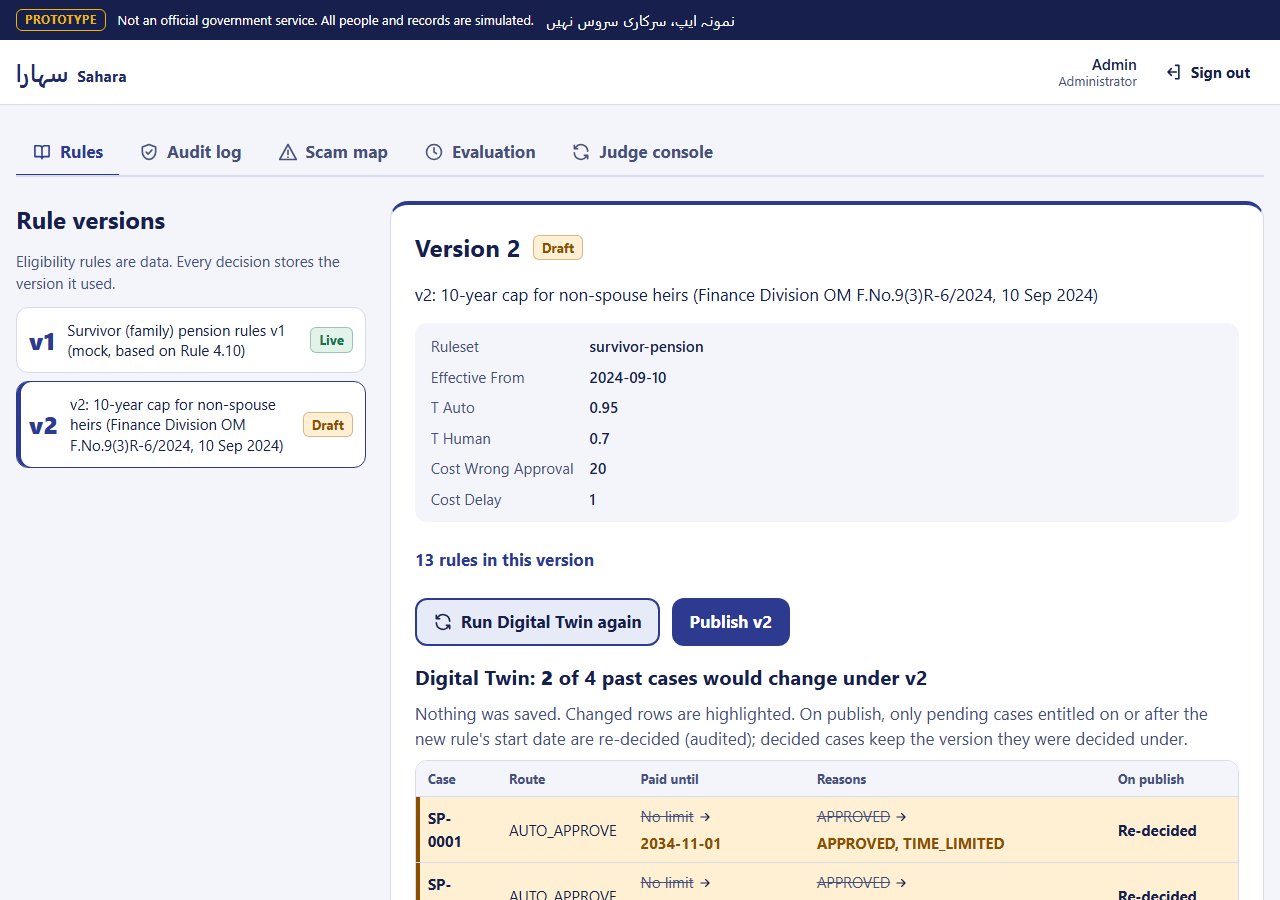 PROTOTYPE Not an official government service. All people and records are simulated. نمونہ ایپ، سرکاری سروس نہیں
سہارا Sahara
Admin
Administrator
Sign out
Rules Audit log Scam map Evaluation Judge console
Rule versions
Eligibility rules are data. Every decision stores the
version it used.
v1 Survivor (family) pension rules v1
(mock, based on Rule 4.10)
Live
v2 v2: 10-year cap for non-spouse
heirs (Finance Division OM
F.No.9(3)R-6/2024, 10 Sep 2024)
Draft
Version 2 Draft
v2: 10-year cap for non-spouse heirs (Finance Division OM F.No.9(3)R-6/2024, 10 Sep 2024)
Ruleset survivor-pension
Effective From 2024-09-10
T Auto 0.95
T Human 0.7
Cost Wrong Approval 20
Cost Delay 1
13 rules in this version
Run Digital Twin again Publish v2
Digital Twin: 2 of 4 past cases would change under v2
Nothing was saved. Changed rows are highlighted. On publish, only pending cases entitled on or after the
new rule's start date are re-decided (audited); decided cases keep the version they were decided under.
Case Route Paid until Reasons On publish
SP-0001 AUTO_APPROVE No limit → 2034-11-01 APPROVED → APPROVED, TIME_LIMITED Re-decided
SP- AUTO_APPROVE No limit → APPROVED → Re-decided